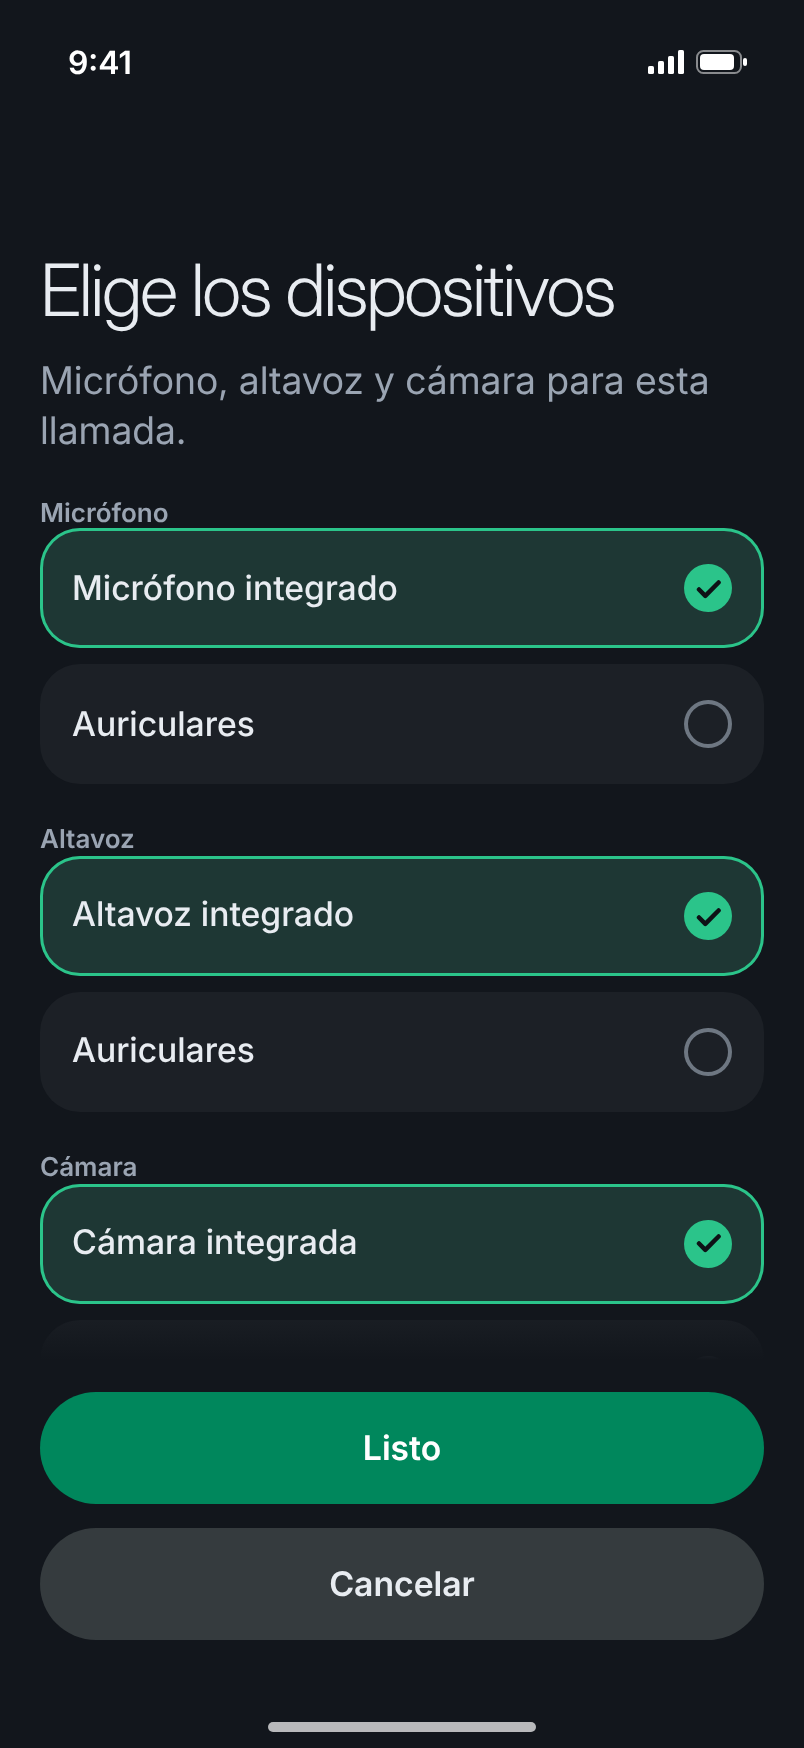 9:41
Elige los dispositivos
Micrófono, altavoz y cámara para esta
llamada.
Micrófono
Micrófono integrado
Auriculares
Altavoz
Altavoz integrado
Auriculares
Cámara
Cámara integrada
Listo
Cancelar